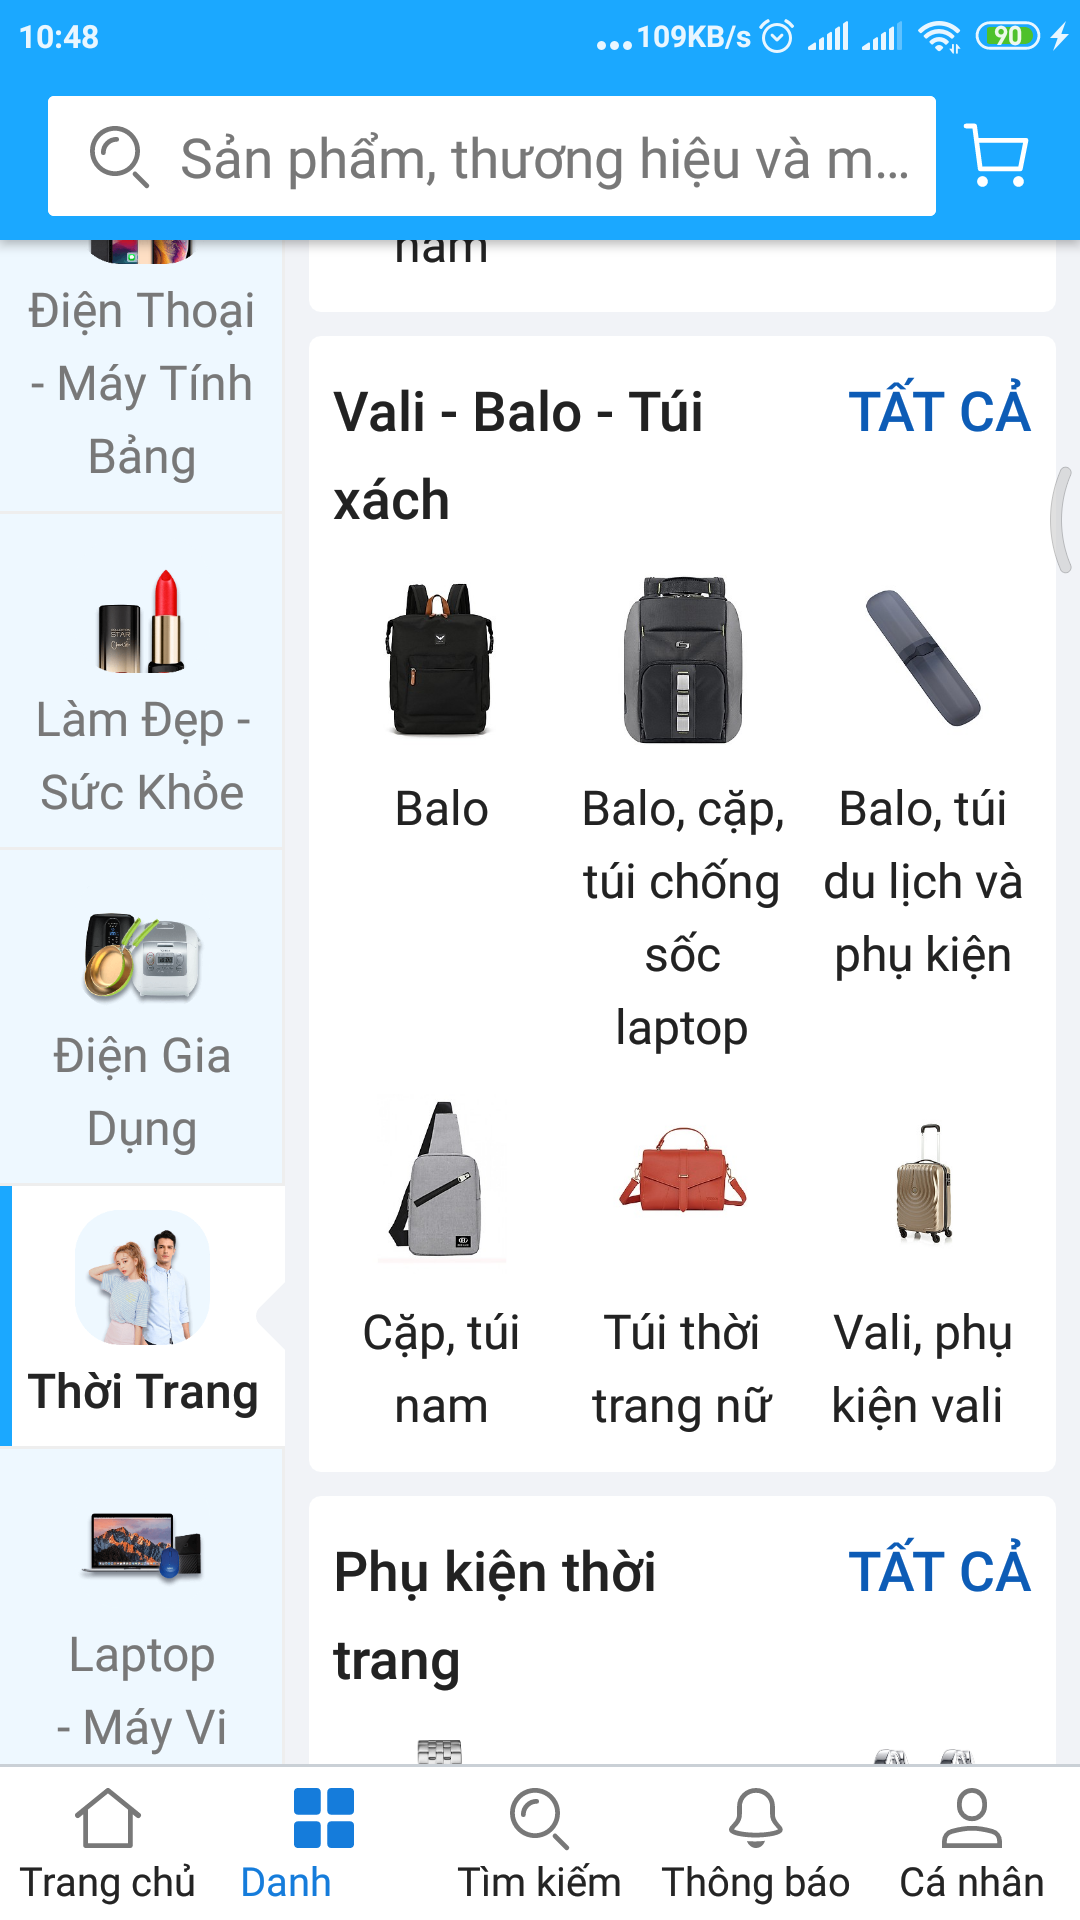 10:48
...109KB/s
90
Sản phẩm, thương hiệu và m...
nam
Điện Thoại
- Máy Tính
Bảng
Làm Đẹp -
Sức Khỏe
Điện Gia
Dụng
Thời Trang
Laptop
- Máy Vi
Vali - Balo - Túi
xách
TẤT CẢ
Balo
Balo, cặp,
túi chống
sốc
laptop
Balo, túi
du lịch và
phụ kiện
Cặp, túi
nam
Túi thời
trang nữ
Vali, phụ
kiện vali
Phụ kiện thời
trang
TẤT CẢ
Trang chủ
Danh
Tìm kiếm
Thông báo
Cá nhân